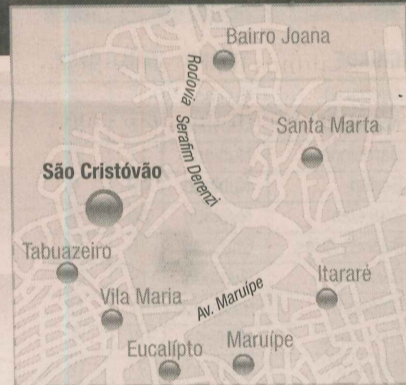 Bairro Joana
Rodovia Serafim Derenzi
Santa Marta
São Cristóvão
Tabuazeiro
Itararé
Vila Maria
Av. Maruípe
Eucalípto
Maruípe